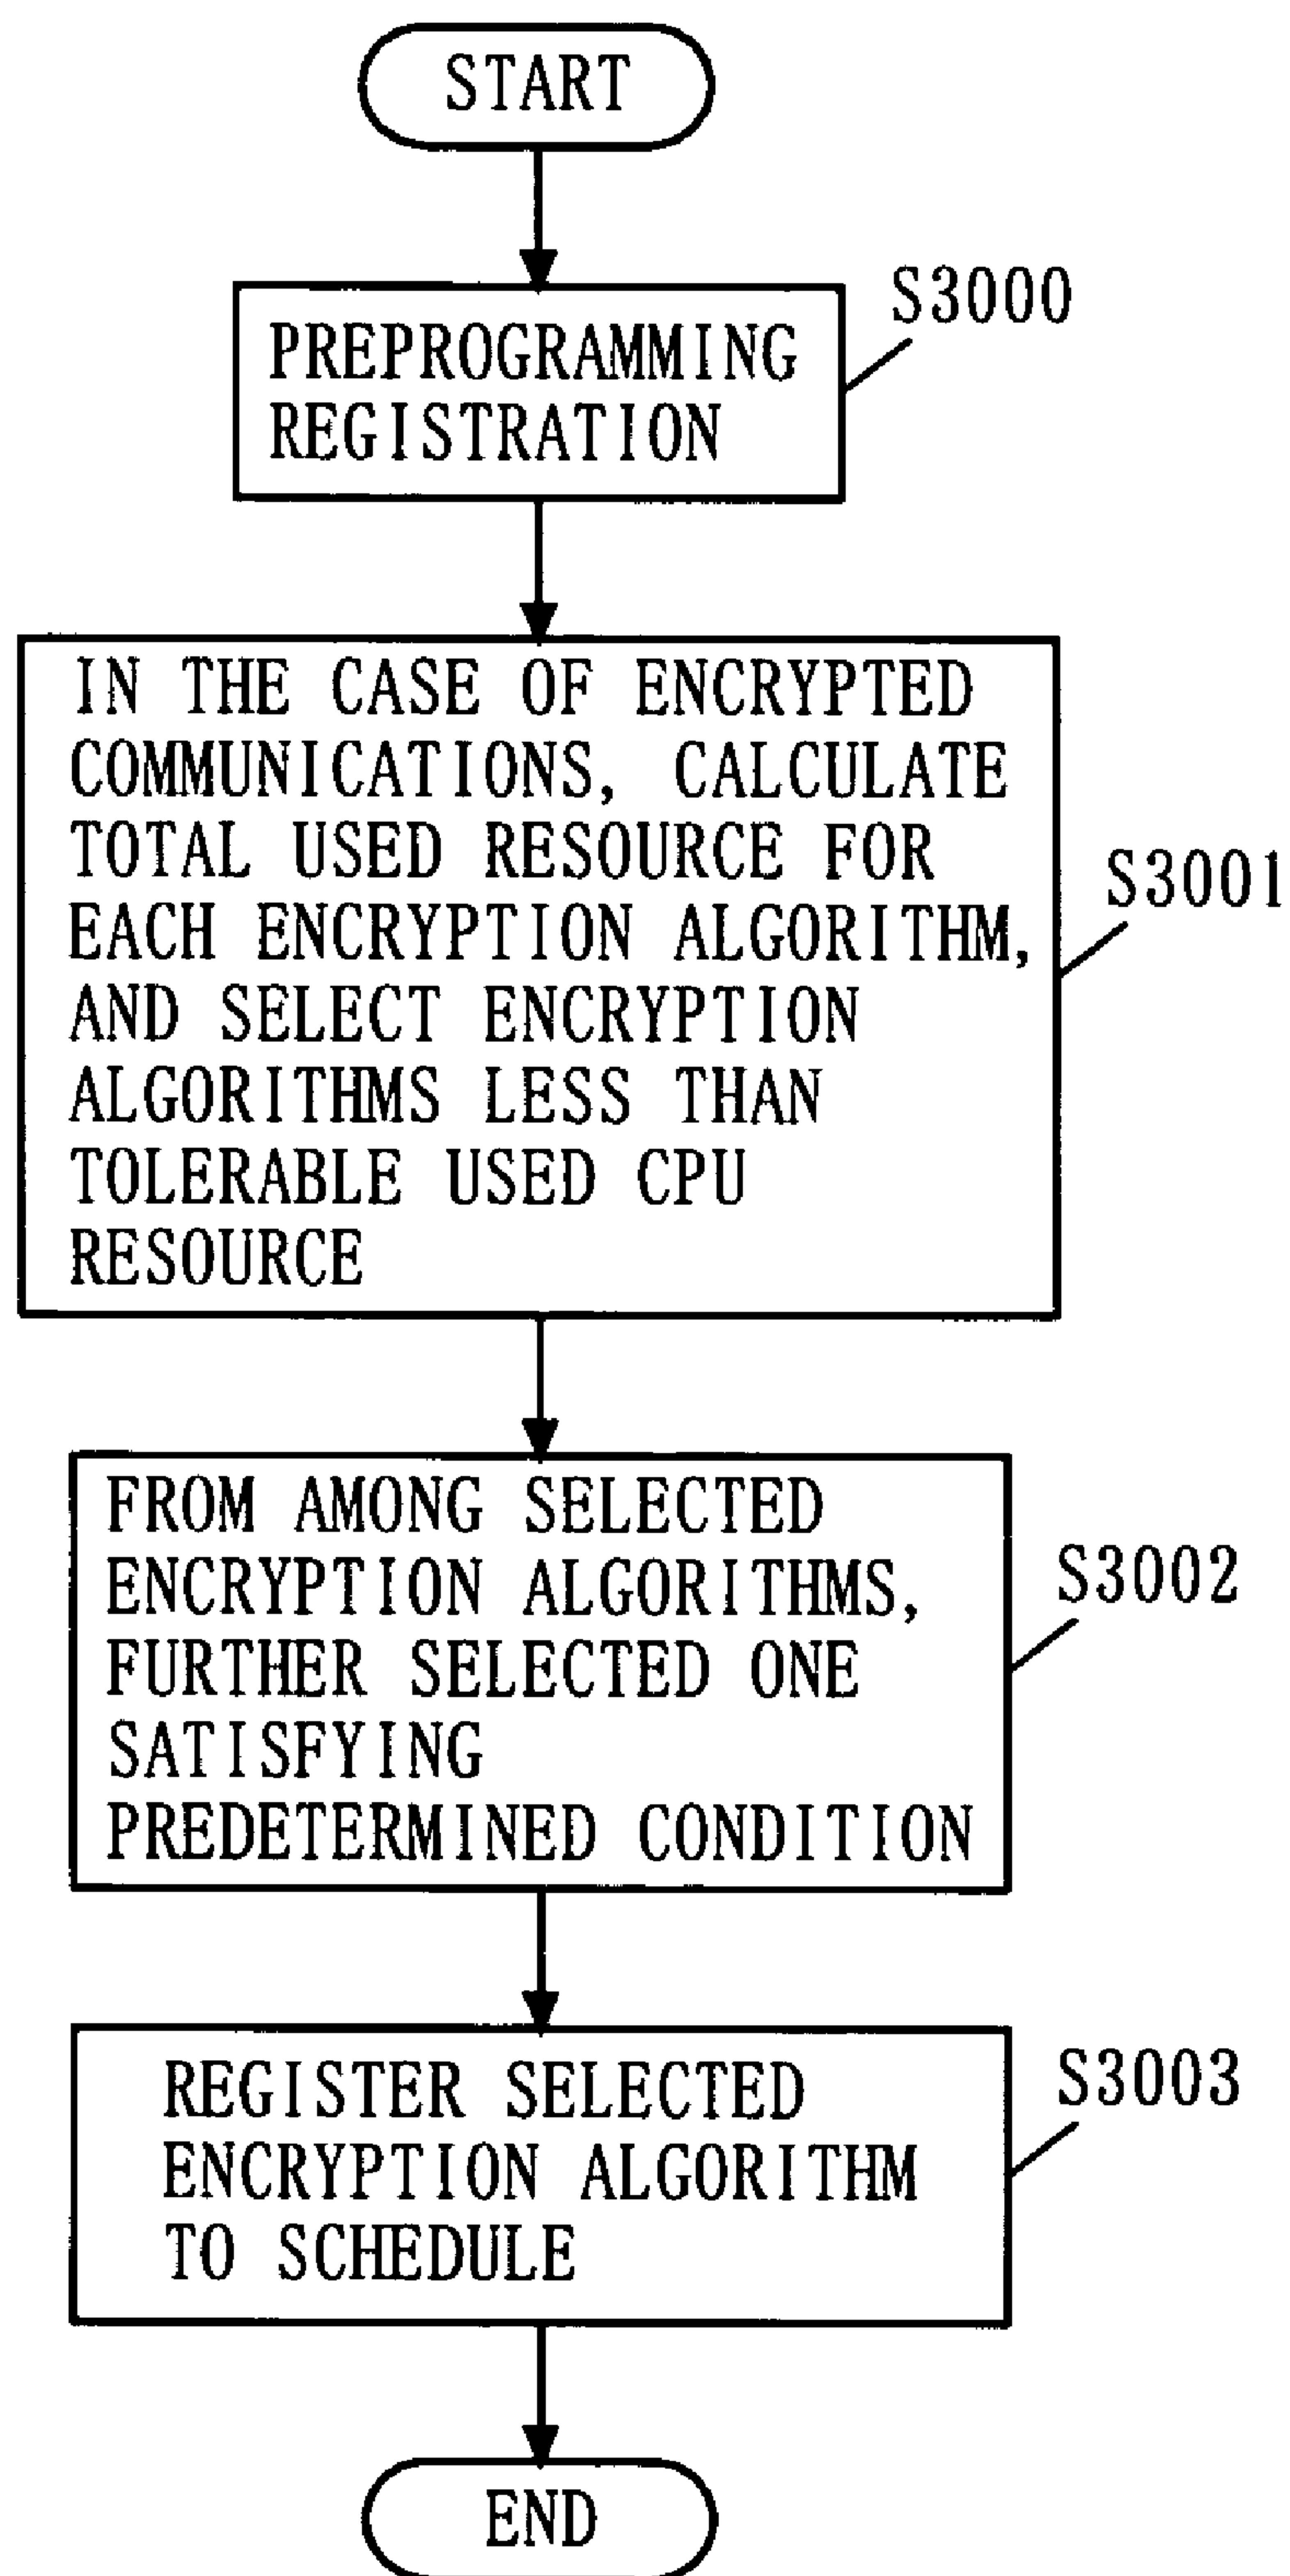 START
S3000
PREPROGRAMMING
REGISTRATION
IN THE CASE OF ENCRYPTED
COMMUNICATIONS, CALCULATE
TOTAL USED RESOURCE FOR
EACH ENCRYPTION ALGORITHM,
AND SELECT ENCRYPTION
ALGORITHMS LESS THAN
TOLERABLE USED CPU
RESOURCE
S3001
FROM AMONG SELECTED
ENCRYPTION ALGORITHMS,
FURTHER SELECTED ONE
SATISFYING
PREDETERMINED CONDITION
S3002
REGISTER SELECTED
ENCRYPTION ALGORITHM
TO SCHEDULE
S3003
END